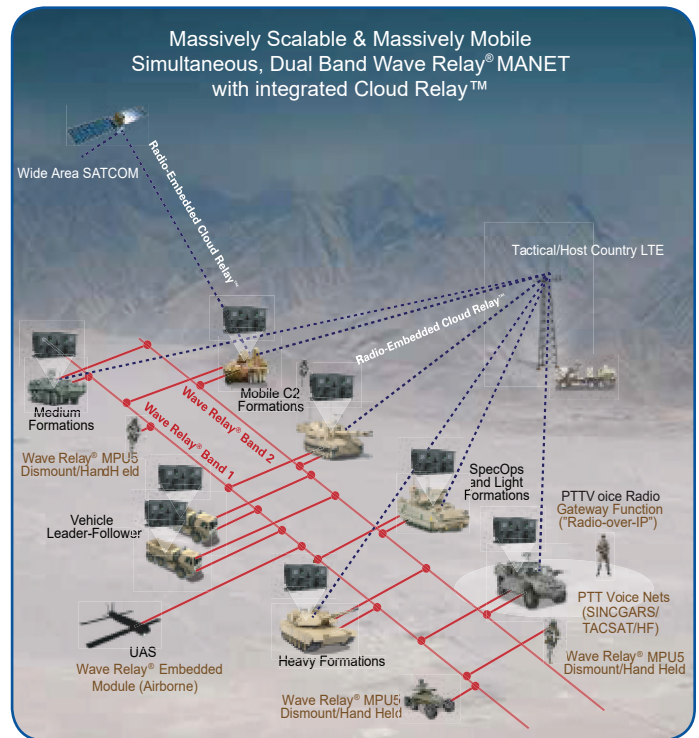 Massively Scalable & Massively Mobile
Simultaneous, Dual Band Wave Relay® MANET
with integrated Cloud Relay™
Wide Area SATCOM
Radio-Embedded Cloud Relay™
Tactical/Host Country LTE
Radio-Embedded Cloud Relay™
Medium
Formations
Mobile C2
Formations
Wave Relay® Band 2
Wave Relay® Band 1
Wave Relay® MPU5
Dismount/HandH eld
SpecOps
and Light
Formations
PTTV oice Radio
Gateway Function
("Radio-over-IP")
Vehicle
Leader-Follower
PTT Voice Nets
(SINCGARS/
TACSAT/HF)
UAS
Wave Relay® Embedded
Module (Airborne)
Heavy Formations
Wave Relay® MPU5
Dismount/Hand Held
Wave Relay® MPU5
Dismount/Hand Held